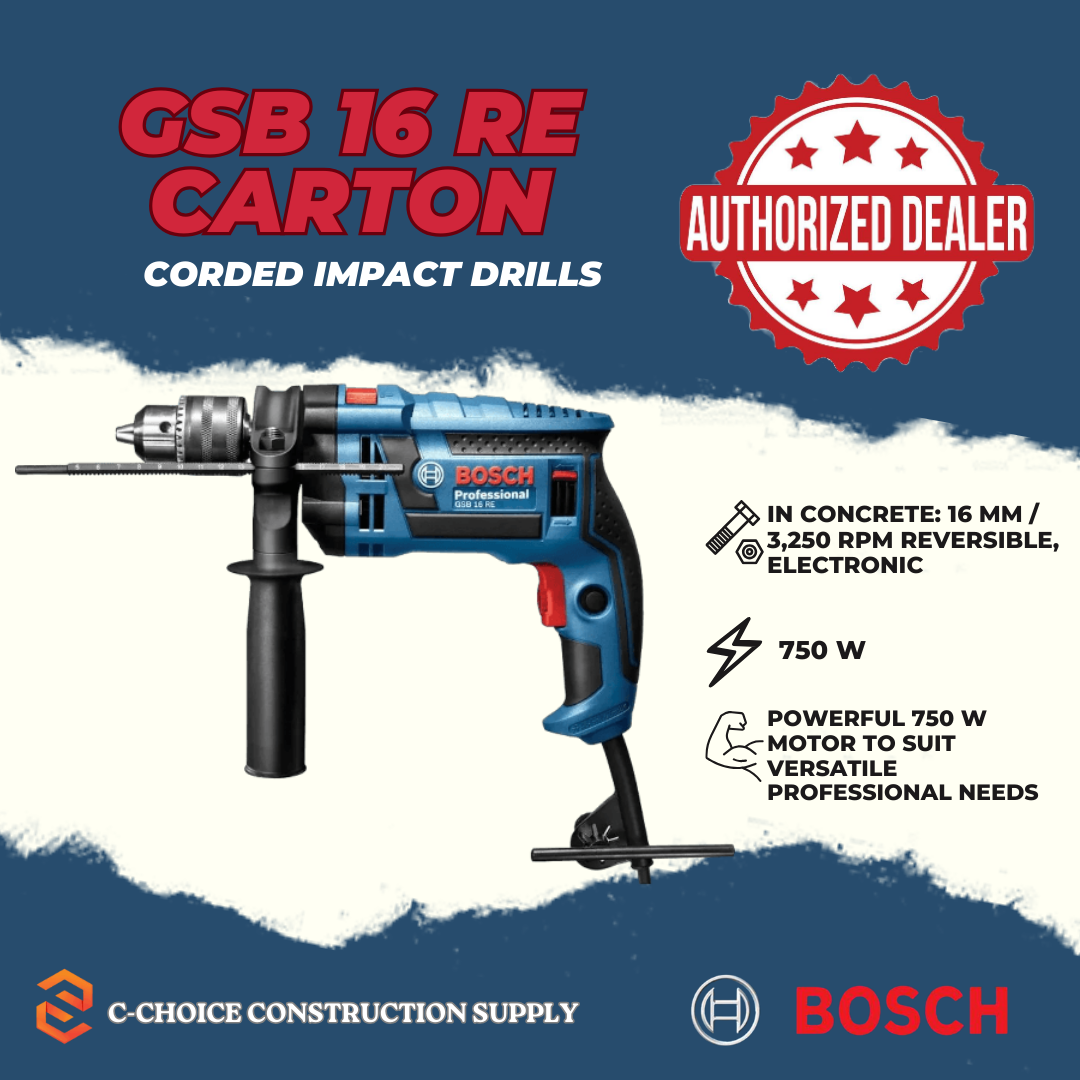 GSB 16 RE
CARTON
CORDED IMPACT DRILLS
AUTHORIZED DEALER
BOSCH
Professional
GSB 16 RE
IN CONCRETE: 16 MM /
3,250 RPM REVERSIBLE,
ELECTRONIC
750 W
POWERFUL 750 W
MOTOR TO SUIT
VERSATILE
PROFESSIONAL NEEDS
C-CHOICE CONSTRUCTION SUPPLY
BOSCH